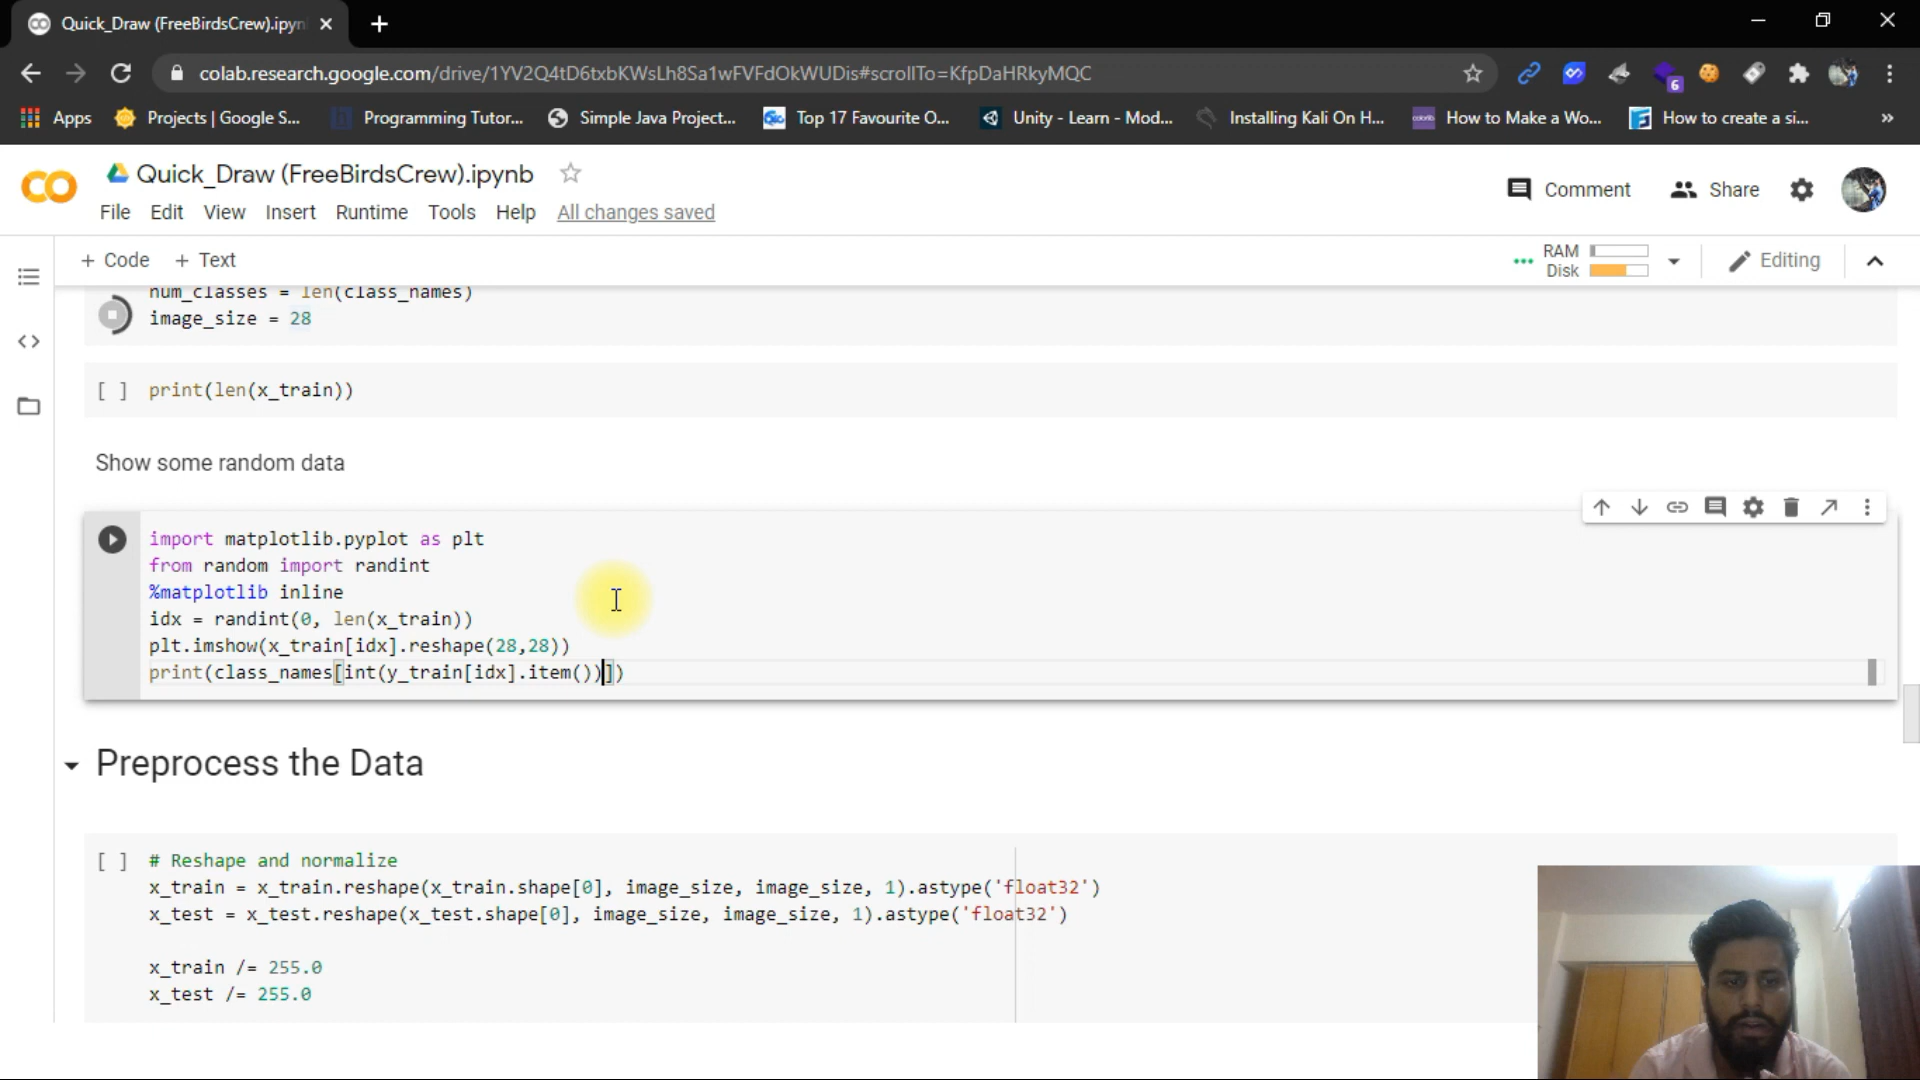 Quick_Draw (FreeBirdsCrew).ipyn
colab.research.google.com/drive/1YV2Q4tD6txbKWsLh8Sa1wFVFdOkWUDis#scrollTo=KfpDaHRkyMQC
6
Apps
Projects | Google S...
Programming Tutor...
Simple Java Project...
Top 17 Favourite O...
Unity - Learn - Mod...
Installing Kali On H...
How to Make a Wo...
How to create a si...
»
Quick_Draw (FreeBirdsCrew).ipynb
Comment
Share
File Edit View Insert Runtime Tools Help All changes saved
+ Code + Text
RAM
Disk
Editing
num_classes = len(class_names)
image_size = 28
[ ] print(len(x_train))
Show some random data
import matplotlib.pyplot as plt
from random import randint
%matplotlib inline
idx = randint(0, len(x_train))
plt.imshow(x_train[idx].reshape(28,28))
print(class_names[int(y_train[idx].item())])
Preprocess the Data
[ ] # Reshape and normalize
x_train = x_train.reshape(x_train.shape[0], image_size, image_size, 1).astype('float32')
x_test = x_test.reshape(x_test.shape[0], image_size, image_size, 1).astype('float32')
x_train /= 255.0
x_test /= 255.0